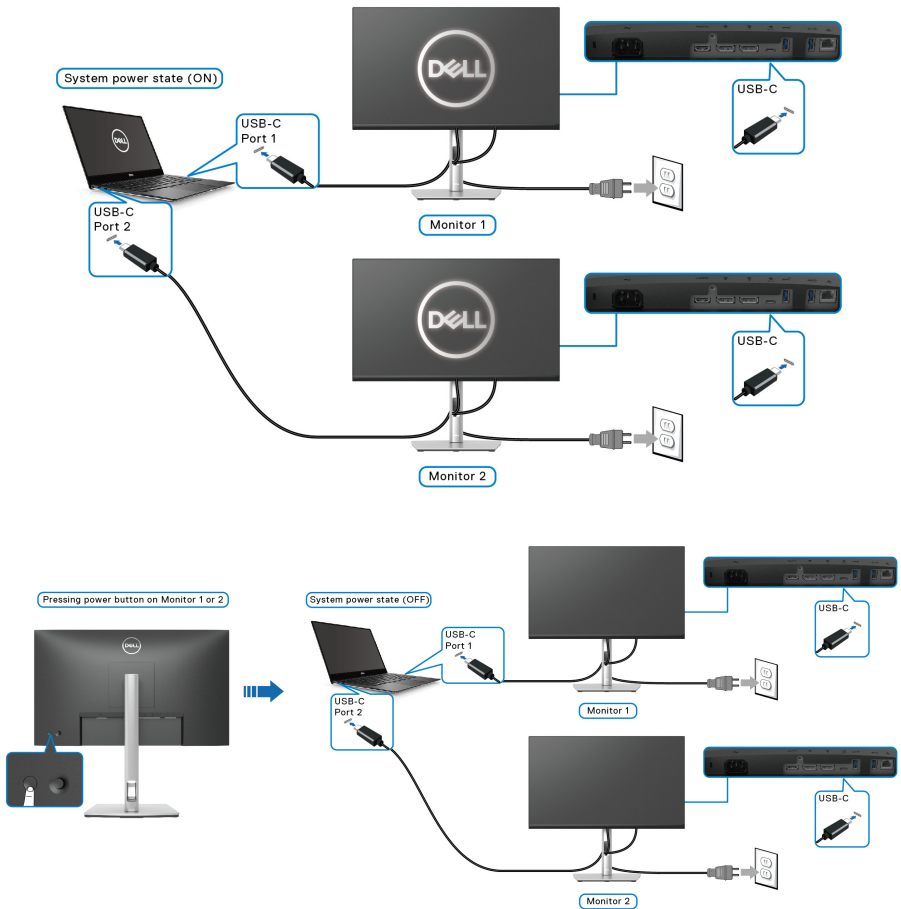 System power state (ON)
DELL
DELL
USB-C
Port 1
USB-C
USB-C
Port 2
Monitor 1
DELL
USB-C
Monitor 2
Pressing power button on Monitor 1 or 2
System power state (OFF)
DELL
USB-C
Port 1
USB-C
USB-C
Port 2
Monitor 1
USB-C
Monitor 2